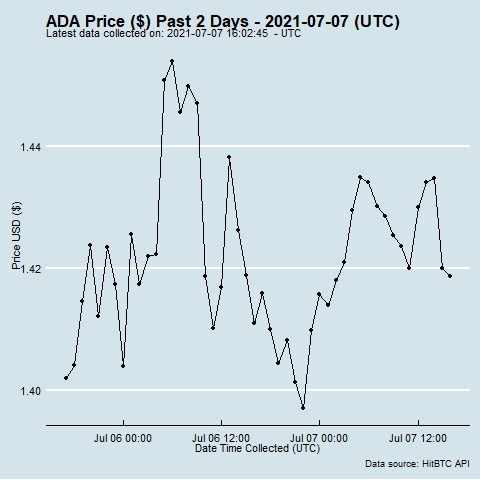 ADA Price ($) Past 2 Days - 2021-07-07 (UTC)
Latest data collected on: 2021-07-07 16:02:45 - UTC
1.44
1.42
1.40
Price USD ($)
Jul 06 00:00 Jul 06 12:00 Jul 07 00:00 Jul 07 12:00
Date Time Collected (UTC)
Data source: HitBTC API